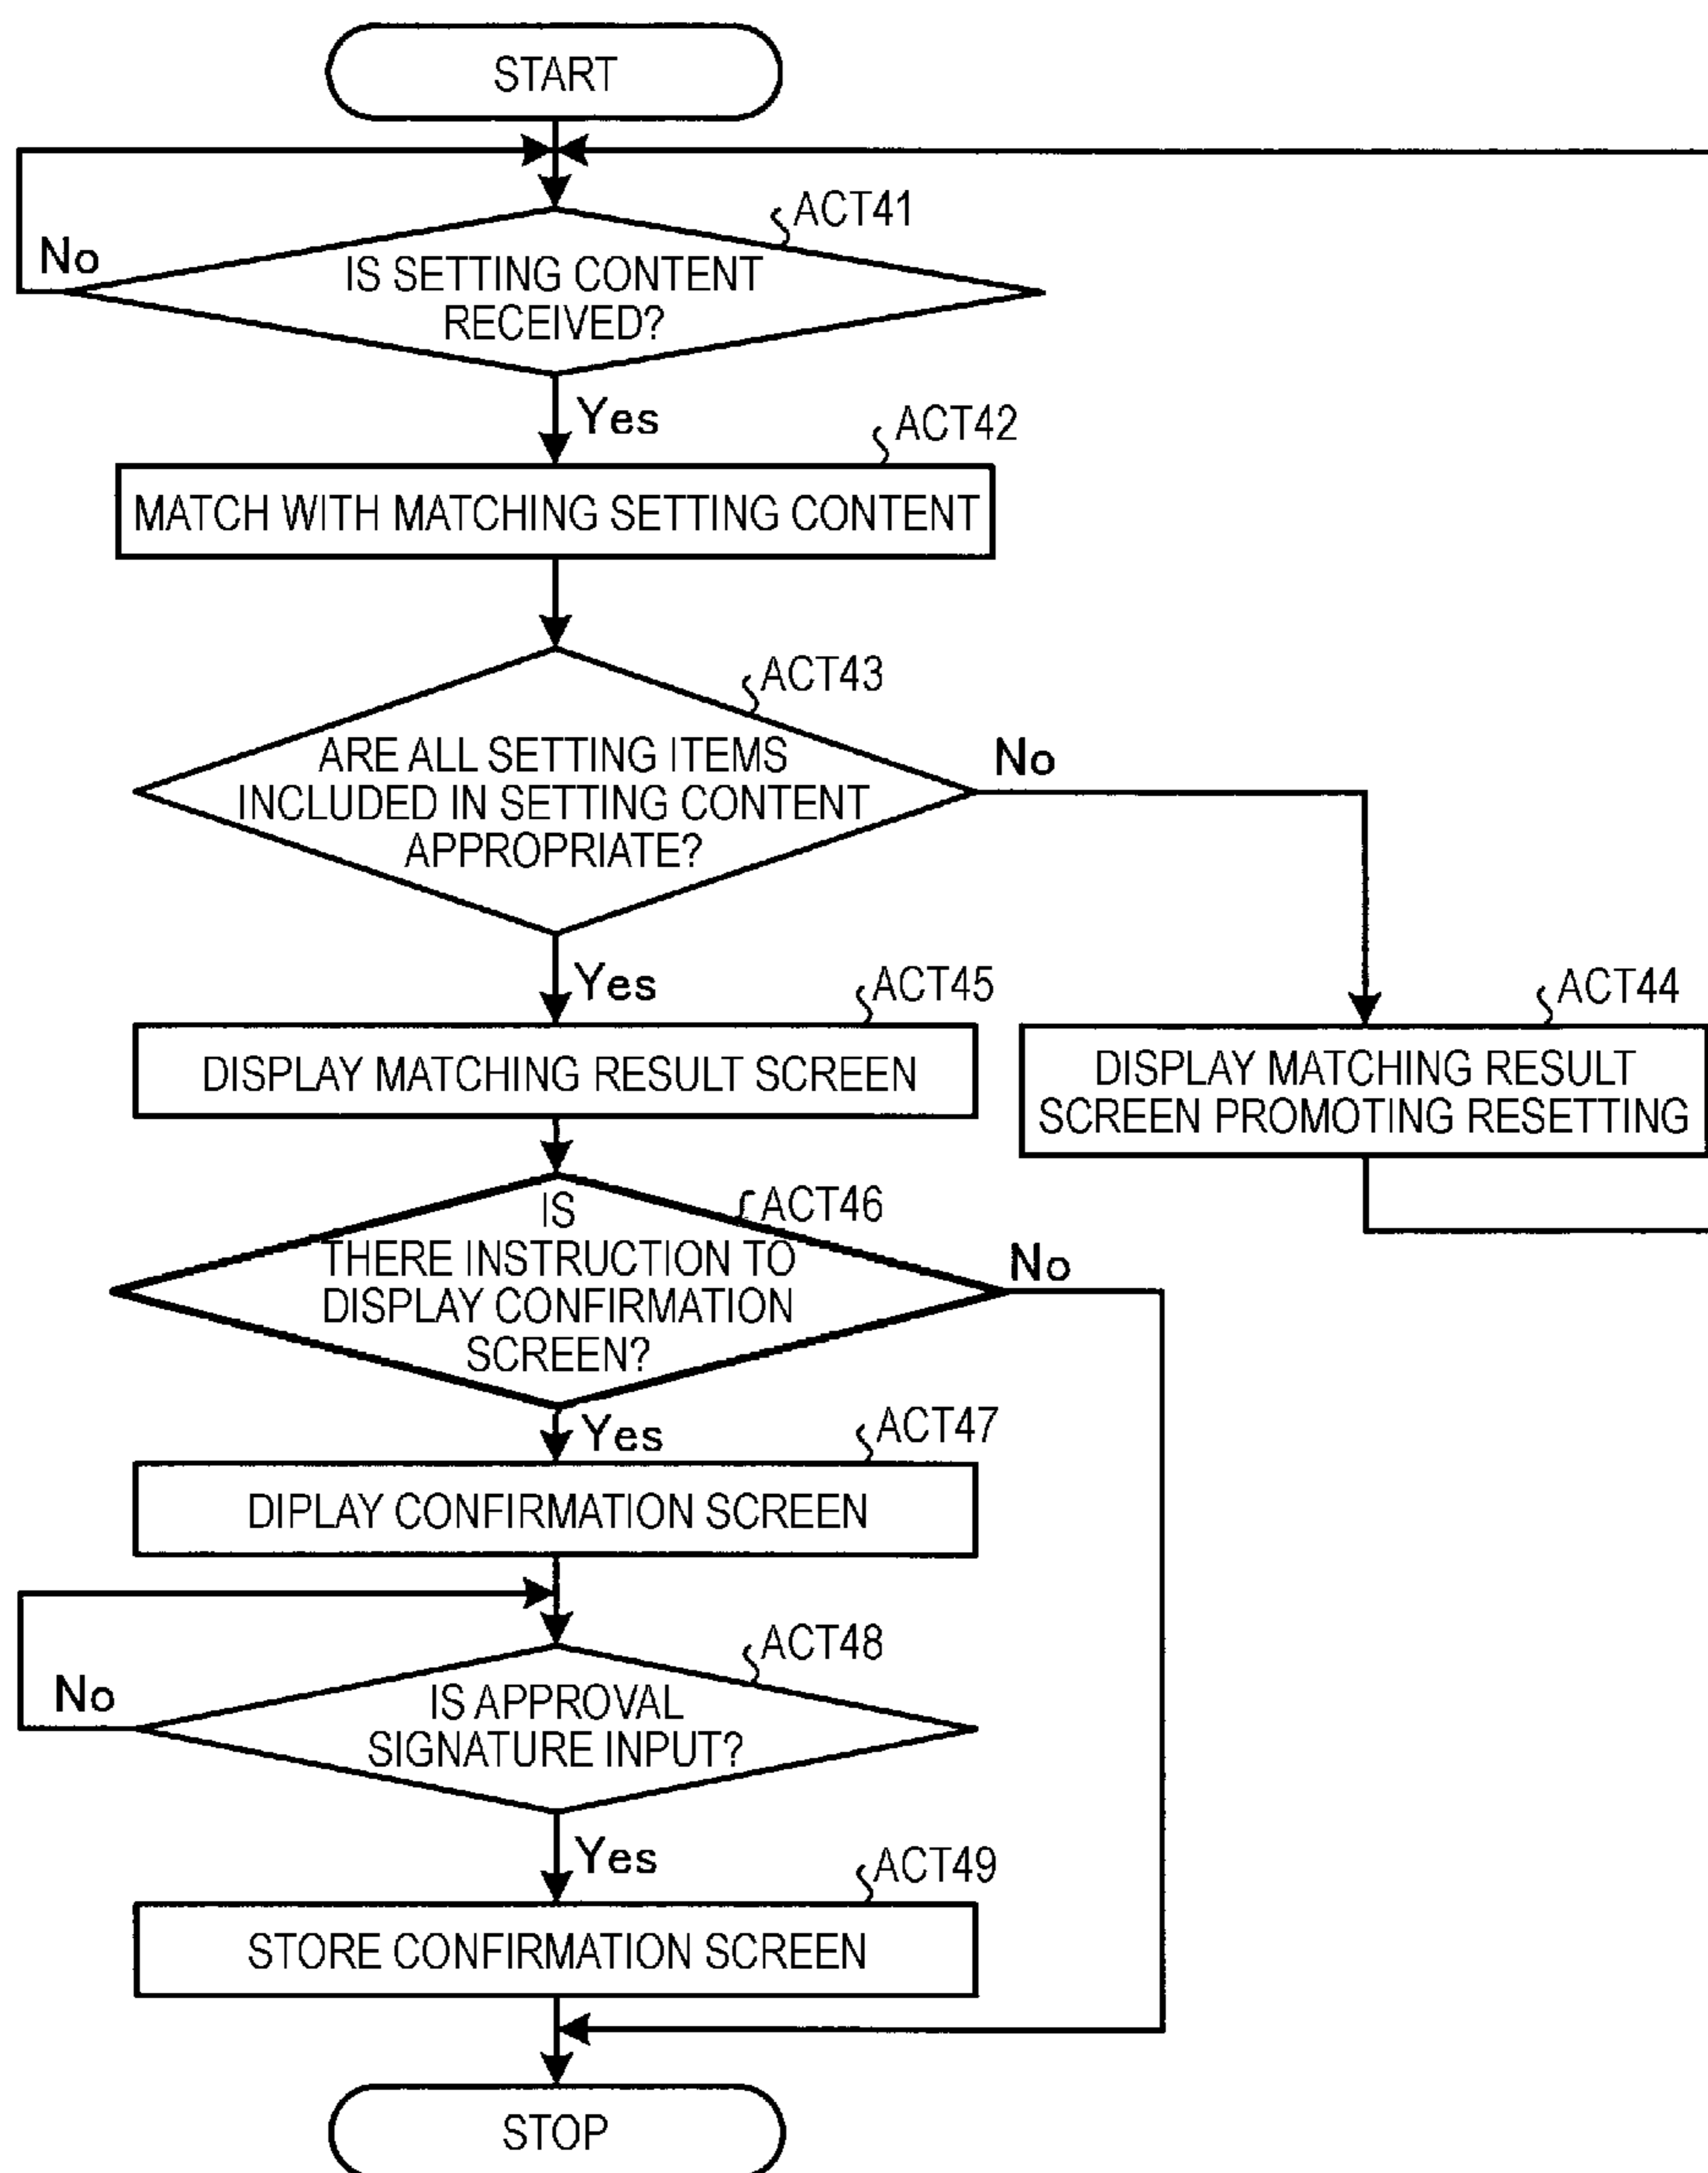 START
ACT41
No
IS SETTING CONTENT
RECEIVED?
Yes
ACT42
MATCH WITH MATCHING SETTING CONTENT
ACT43
ARE ALL SETTING ITEMS
INCLUDED IN SETTING CONTENT
APPROPRIATE?
No
Yes
ACT45
DISPLAY MATCHING RESULT SCREEN
ACT44
DISPLAY MATCHING RESULT
SCREEN PROMOTING RESETTING
ACT46
IS
THERE INSTRUCTION TO
DISPLAY CONFIRMATION
SCREEN?
No
Yes
ACT47
DIPLAY CONFIRMATION SCREEN
ACT48
No
IS APPROVAL
SIGNATURE INPUT?
Yes
ACT49
STORE CONFIRMATION SCREEN
STOP